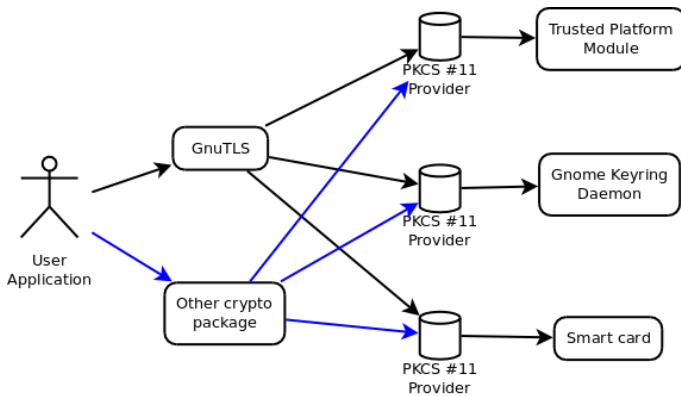 PKCS #11
Provider
Trusted Platform
Module
GnuTLS
PKCS #11
Provider
Gnome Keyring
Daemon
User
Application
Other crypto
package
PKCS #11
Provider
Smart card